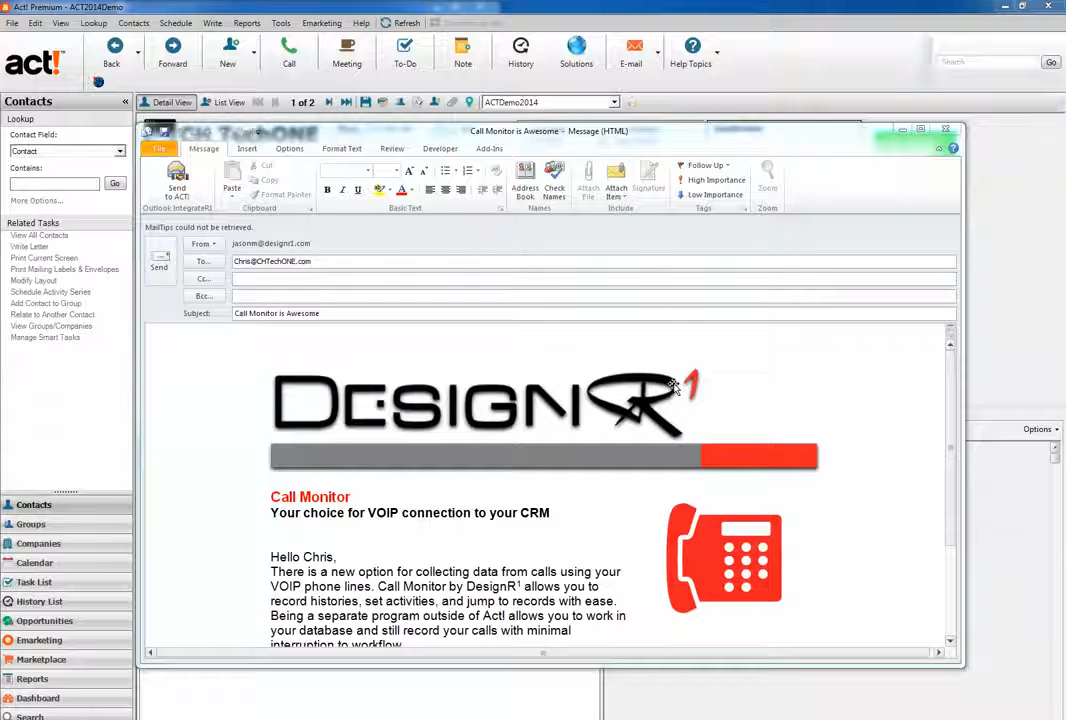 Act! Premium - ACT2014Demo
File Edit View Lookup Contacts Schedule Write Reports Tools Emarketing Help Refresh
act!
Back Forward New Call Meeting To-Do Note History Solutions E-mail Help Topics
Search Go
Contacts «
Detail View List View 1 of 2 ACTDemo2014
Lookup
Contact Field:
Contact
Contains:
Go
More Options...
Related Tasks
View All Contacts
Write Letter
Print Current Screen
Print Mailing Labels & Envelopes
Modify Layout
Schedule Activity Series
Add Contact to Group
Relate to Another Contact
View Groups/Companies
Manage Smart Tasks
Contacts
Groups
Companies
Calendar
Task List
History List
Opportunities
Emarketing
Marketplace
Reports
Dashboard
Search
Options
CH TechONE
Call Monitor is Awesome - Message (HTML)
File Message Insert Options Format Text Review Developer Add-Ins
Send to ACT!
Outlook IntegrateR1
Paste
Cut
Copy
Format Painter
Clipboard
B I U
Basic Text
Address Book
Check Names
Names
Attach File
Attach Item
Signature
Include
Follow Up
High Importance
Low Importance
Tags
Zoom
Zoom
MailTips could not be retrieved.
Send
From jasonm@designr1.com
To... Chris@CHTechONE.com
Cc...
Bcc...
Subject: Call Monitor is Awesome
DESIGNR1
Call Monitor
Your choice for VOIP connection to your CRM
Hello Chris,
There is a new option for collecting data from calls using your
VOIP phone lines. Call Monitor by DesignR¹ allows you to
record histories, set activities, and jump to records with ease.
Being a separate program outside of Act! allows you to work in
your database and still record your calls with minimal
interruption to workflow.